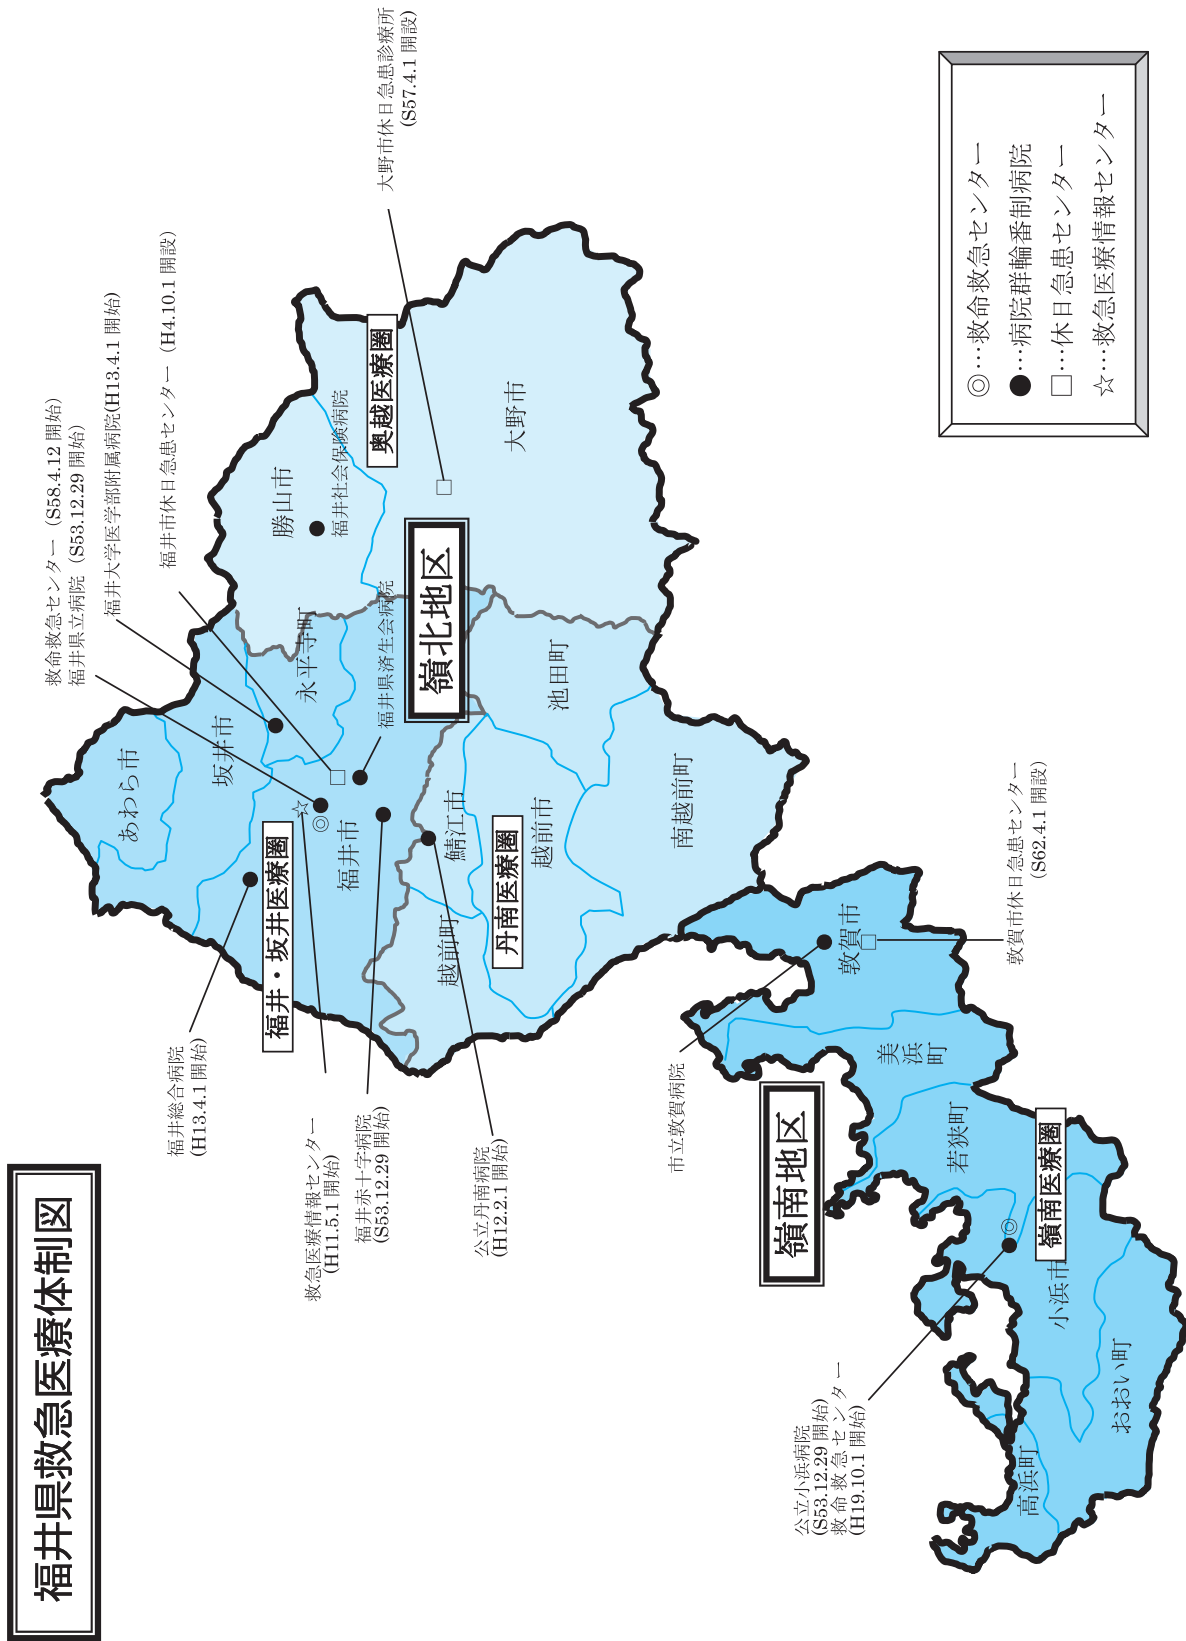 福井県救急医療体制図
救命救急センター（S58.4.12 開始）
福井県立病院（S53.12.29 開始）
福井大学医学部附属病院(H13.4.1 開始)
福井市休日急患センター（H4.10.1 開設）
大野市休日急患診療所
(S57.4.1 開設)
福井総合病院
(H13.4.1 開始)
救急医療情報センター
(H11.5.1 開始)
福井赤十字病院
(S53.12.29 開始)
公立丹南病院
(H12.2.1 開始)
あわら市
坂井市
永平寺町
勝山市
福井社会保険病院
奥越医療圏
大野市
福井・坂井医療圏
福井市
福井県済生会病院
嶺北地区
鯖江市
池田町
越前町
丹南医療圏
越前市
南越前町
市立敦賀病院
敦賀市
敦賀市休日急患センター
(S62.4.1 開設)
嶺南地区
美浜町
若狭町
嶺南医療圏
小浜市
おおい町
高浜町
公立小浜病院
(S53.12.29 開始)
救命救急センター
(H19.10.1 開始)
◎…救命救急センター
●…病院群輪番制病院
□…休日急患センター
☆…救急医療情報センター